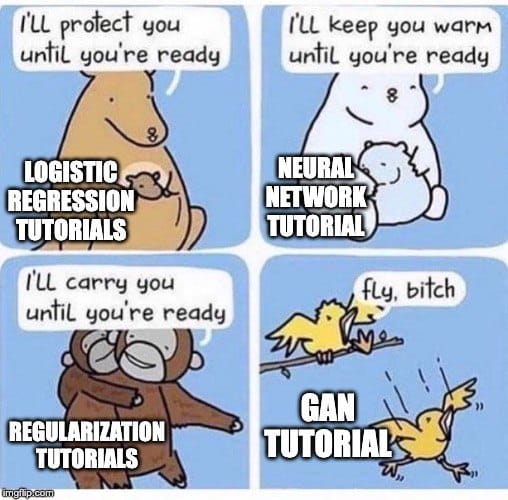 I'll protect you
until you're ready
LOGISTIC
REGRESSION
TUTORIALS
I'll keep you warm
until you're ready
NEURAL
NETWORK
TUTORIAL
I'll carry you
until you're ready
REGULARIZATION
TUTORIALS
fly, bitch
GAN
TUTORIAL
imgflip.com